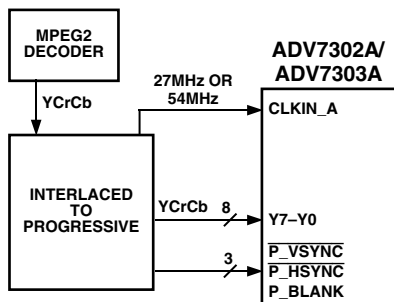 MPEG2
DECODER
YCrCb
ADV7302A/
ADV7303A
27MHz OR
54MHz
CLKIN_A
INTERLACED
TO
PROGRESSIVE
YCrCb
8
Y7–Y0
3
P_VSYNC
P_HSYNC
P_BLANK